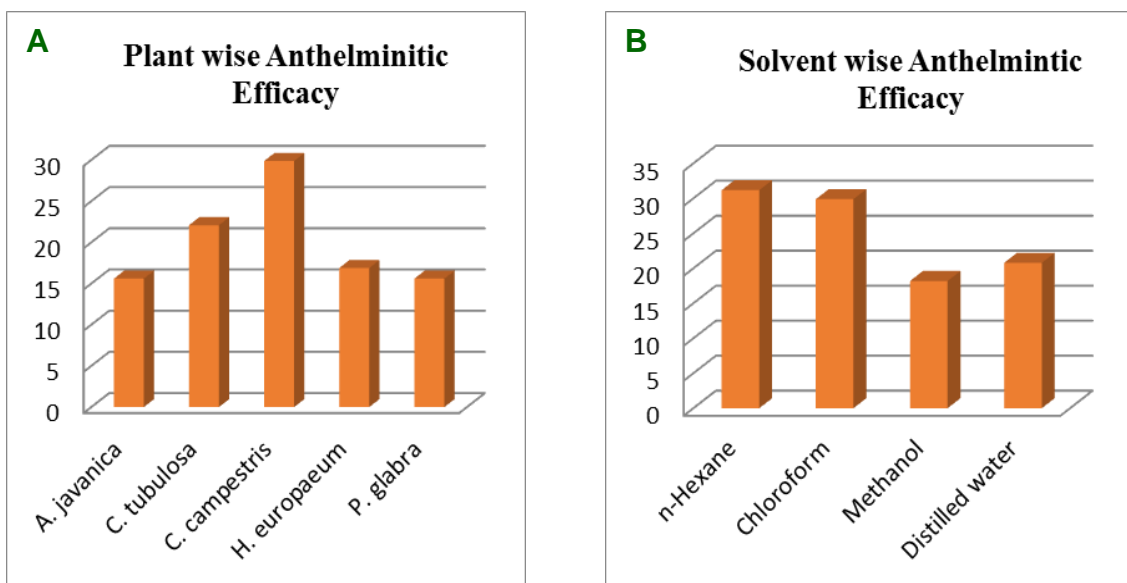 A
Plant wise Anthelminitic
Efficacy
30
25
20
15
10
5
0
A. javanica
C. tubulosa
C. campestris
H. europaeum
P. glabra
B
Solvent wise Anthelmintic
Efficacy
35
30
25
20
15
10
5
0
n-Hexane
Chloroform
Methanol
Distilled water